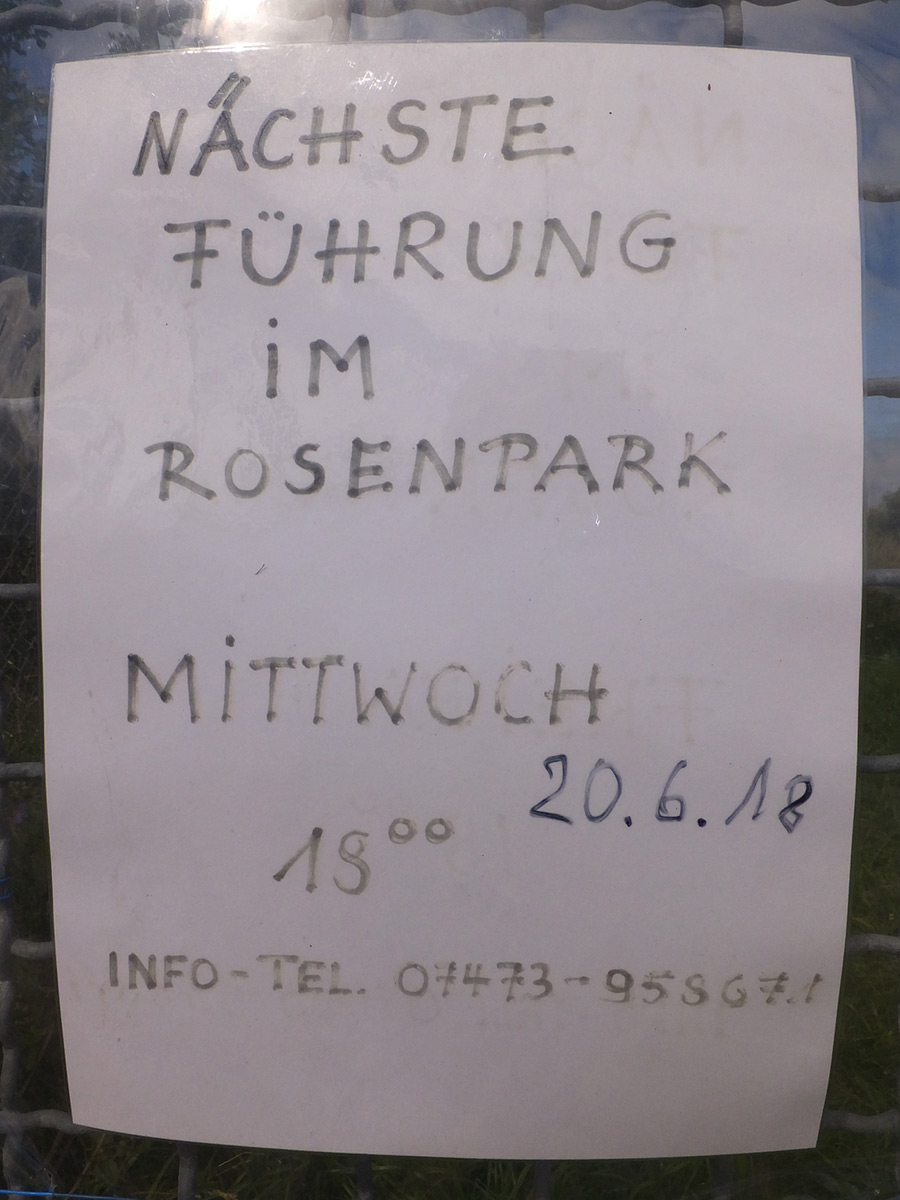 NÄCHSTE
FÜHRUNG
iM
ROSENPARK
MiTTWOCH
20.6.18
18⁰⁰
INFO-TEL. 07473-958671